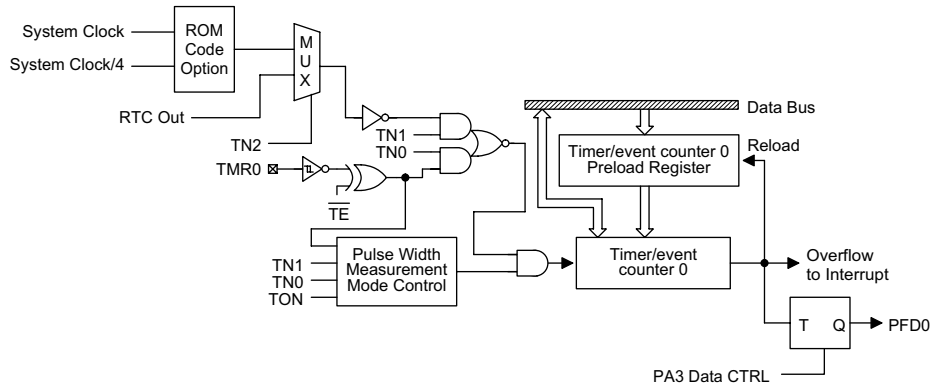 System Clock
System Clock/4
ROM
Code
Option
M
U
X
RTC Out
TN2
TN1
TN0
TMR0
TE
Data Bus
Timer/event counter 0
Preload Register
Reload
TN1
TN0
TON
Pulse Width
Measurement
Mode Control
Timer/event
counter 0
Overflow
to Interrupt
T Q
PFD0
PA3 Data CTRL